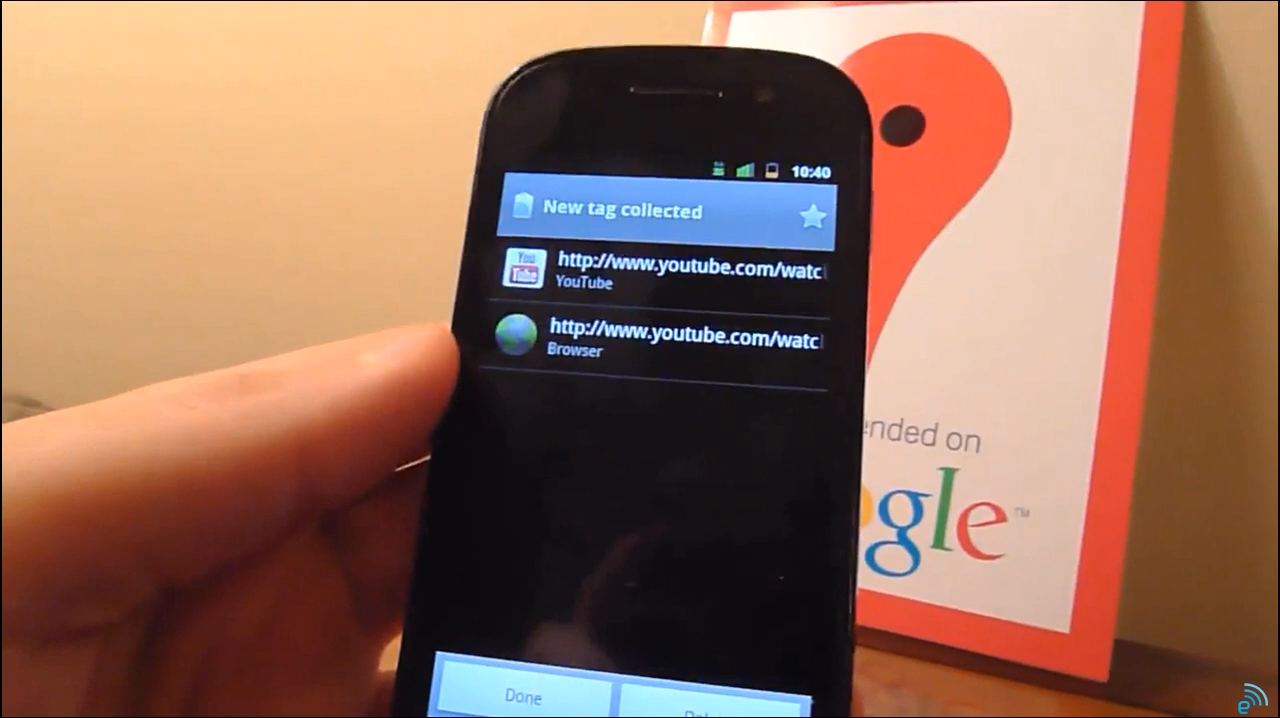 10:40
New tag collected
You
Tube
http://www.youtube.com/watc
YouTube
http://www.youtube.com/watc
Browser
Done
ended on
ogle™
e